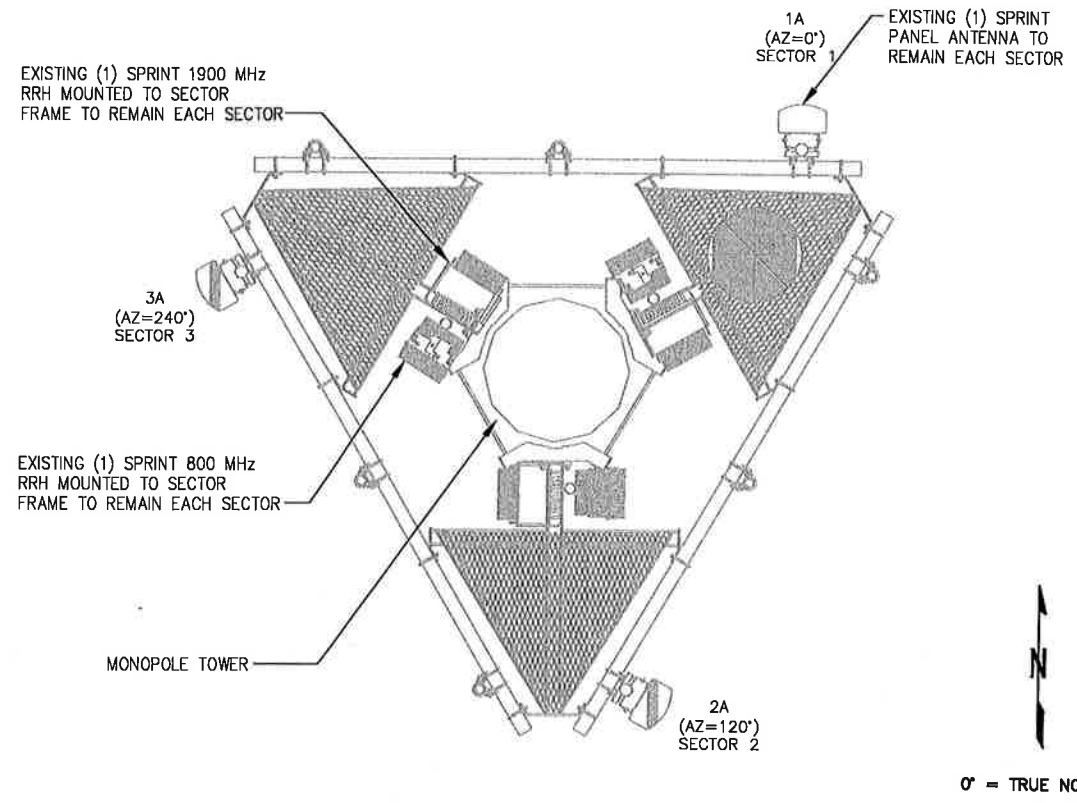 1A
(AZ=0°)
SECTOR 1
EXISTING (1) SPRINT
PANEL ANTENNA TO
REMAIN EACH SECTOR
EXISTING (1) SPRINT 1900 MHz
RRH MOUNTED TO SECTOR
FRAME TO REMAIN EACH SECTOR
3A
(AZ=240°)
SECTOR 3
EXISTING (1) SPRINT 800 MHz
RRH MOUNTED TO SECTOR
FRAME TO REMAIN EACH SECTOR
MONOPOLE TOWER
2A
(AZ=120°)
SECTOR 2
N
0° = TRUE NO